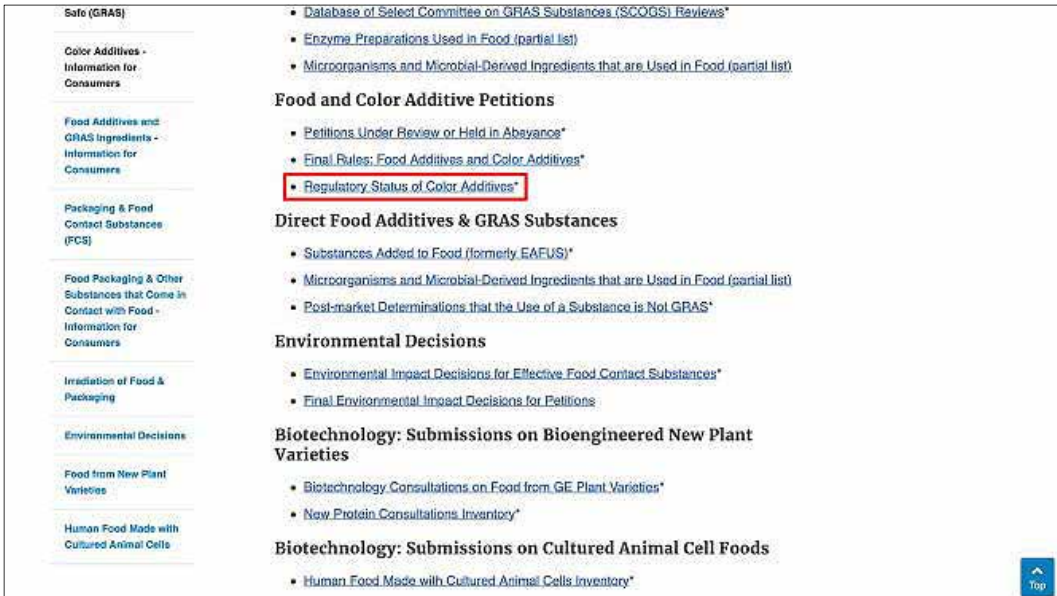 Safe (GRAS)
Color Additives -
Information for
Consumers
Food Additives and
GRAS Ingredients -
Information for
Consumers
Packaging & Food
Contact Substances
(FCS)
Food Packaging & Other
Substances that Come in
Contact with Food -
Information for
Consumers
Irradiation of Food &
Packaging
Environmental Decisions
Food from New Plant
Varieties
Human Food Made with
Cultured Animal Cells
• Database of Select Committee on GRAS Substances (SCOGS) Reviews*
• Enzyme Preparations Used in Food (partial list)
• Microorganisms and Microbial-Derived Ingredients that are Used in Food (partial list)
Food and Color Additive Petitions
• Petitions Under Review or Held in Abeyance*
• Final Rules: Food Additives and Color Additives*
• Regulatory Status of Color Additives*
Direct Food Additives & GRAS Substances
• Substances Added to Food (formerly EAFUS)*
• Microorganisms and Microbial-Derived Ingredients that are Used in Food (partial list)
• Post-market Determinations that the Use of a Substance is Not GRAS*
Environmental Decisions
• Environmental Impact Decisions for Effective Food Contact Substances*
• Final Environmental Impact Decisions for Petitions
Biotechnology: Submissions on Bioengineered New Plant
Varieties
• Biotechnology Consultations on Food from GE Plant Varieties*
• New Protein Consultations Inventory*
Biotechnology: Submissions on Cultured Animal Cell Foods
• Human Food Made with Cultured Animal Cells Inventory*
Top